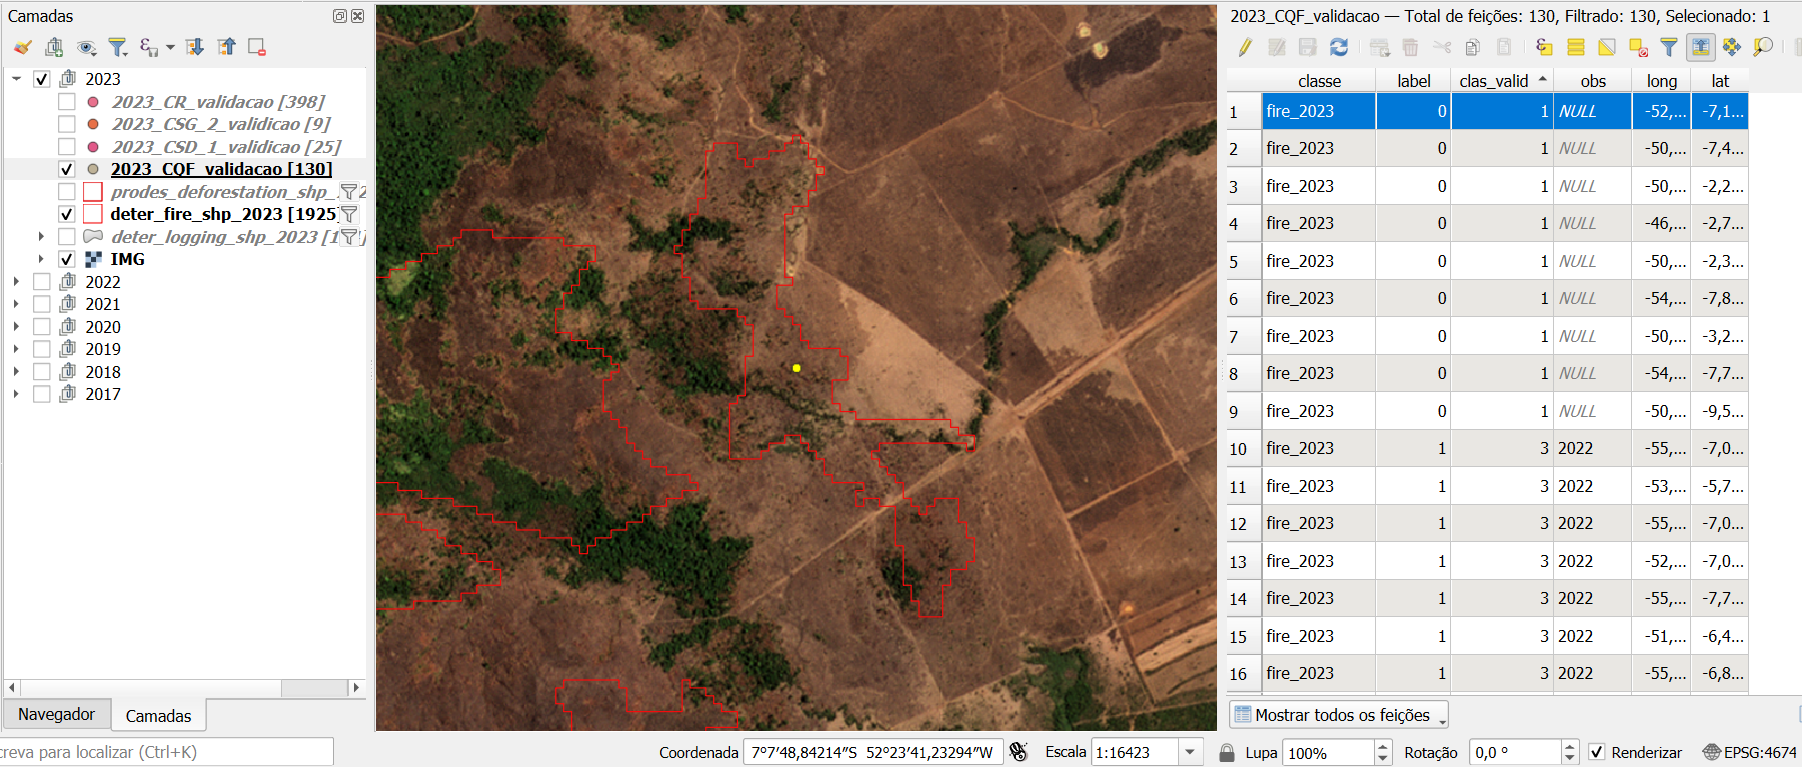 Camadas
2023
2023_CR_validacao [398]
2023_CSG_2_validicao [9]
2023_CSD_1_validicao [25]
2023_CQF_validacao [130]
prodes_deforestation_shp_
deter_fire_shp_2023 [1925]
deter_logging_shp_2023
IMG
2022
2021
2020
2019
2018
2017
Navegador
Camadas
creva para localizar (Ctrl+K)
2023_CQF_validacao — Total de feições: 130, Filtrado: 130, Selecionado: 1
classe label clas_valid obs long lat
1 fire_2023 0 1 NULL -52,... -7,1...
2 fire_2023 0 1 NULL -50,... -7,4...
3 fire_2023 0 1 NULL -50,... -2,2...
4 fire_2023 0 1 NULL -46,... -2,7...
5 fire_2023 0 1 NULL -50,... -2,3...
6 fire_2023 0 1 NULL -54,... -7,8...
7 fire_2023 0 1 NULL -50,... -3,2...
8 fire_2023 0 1 NULL -54,... -7,7...
9 fire_2023 0 1 NULL -50,... -9,5...
10 fire_2023 1 3 2022 -55,... -7,0...
11 fire_2023 1 3 2022 -53,... -5,7...
12 fire_2023 1 3 2022 -55,... -7,0...
13 fire_2023 1 3 2022 -52,... -7,0...
14 fire_2023 1 3 2022 -55,... -7,7...
15 fire_2023 1 3 2022 -51,... -6,4...
16 fire_2023 1 3 2022 -55,... -6,8...
Mostrar todos os feições
Coordenada 7°7'48,84214"S 52°23'41,23294"W Escala 1:16423 Lupa 100% Rotação 0,0 ° Renderizar EPSG:4674